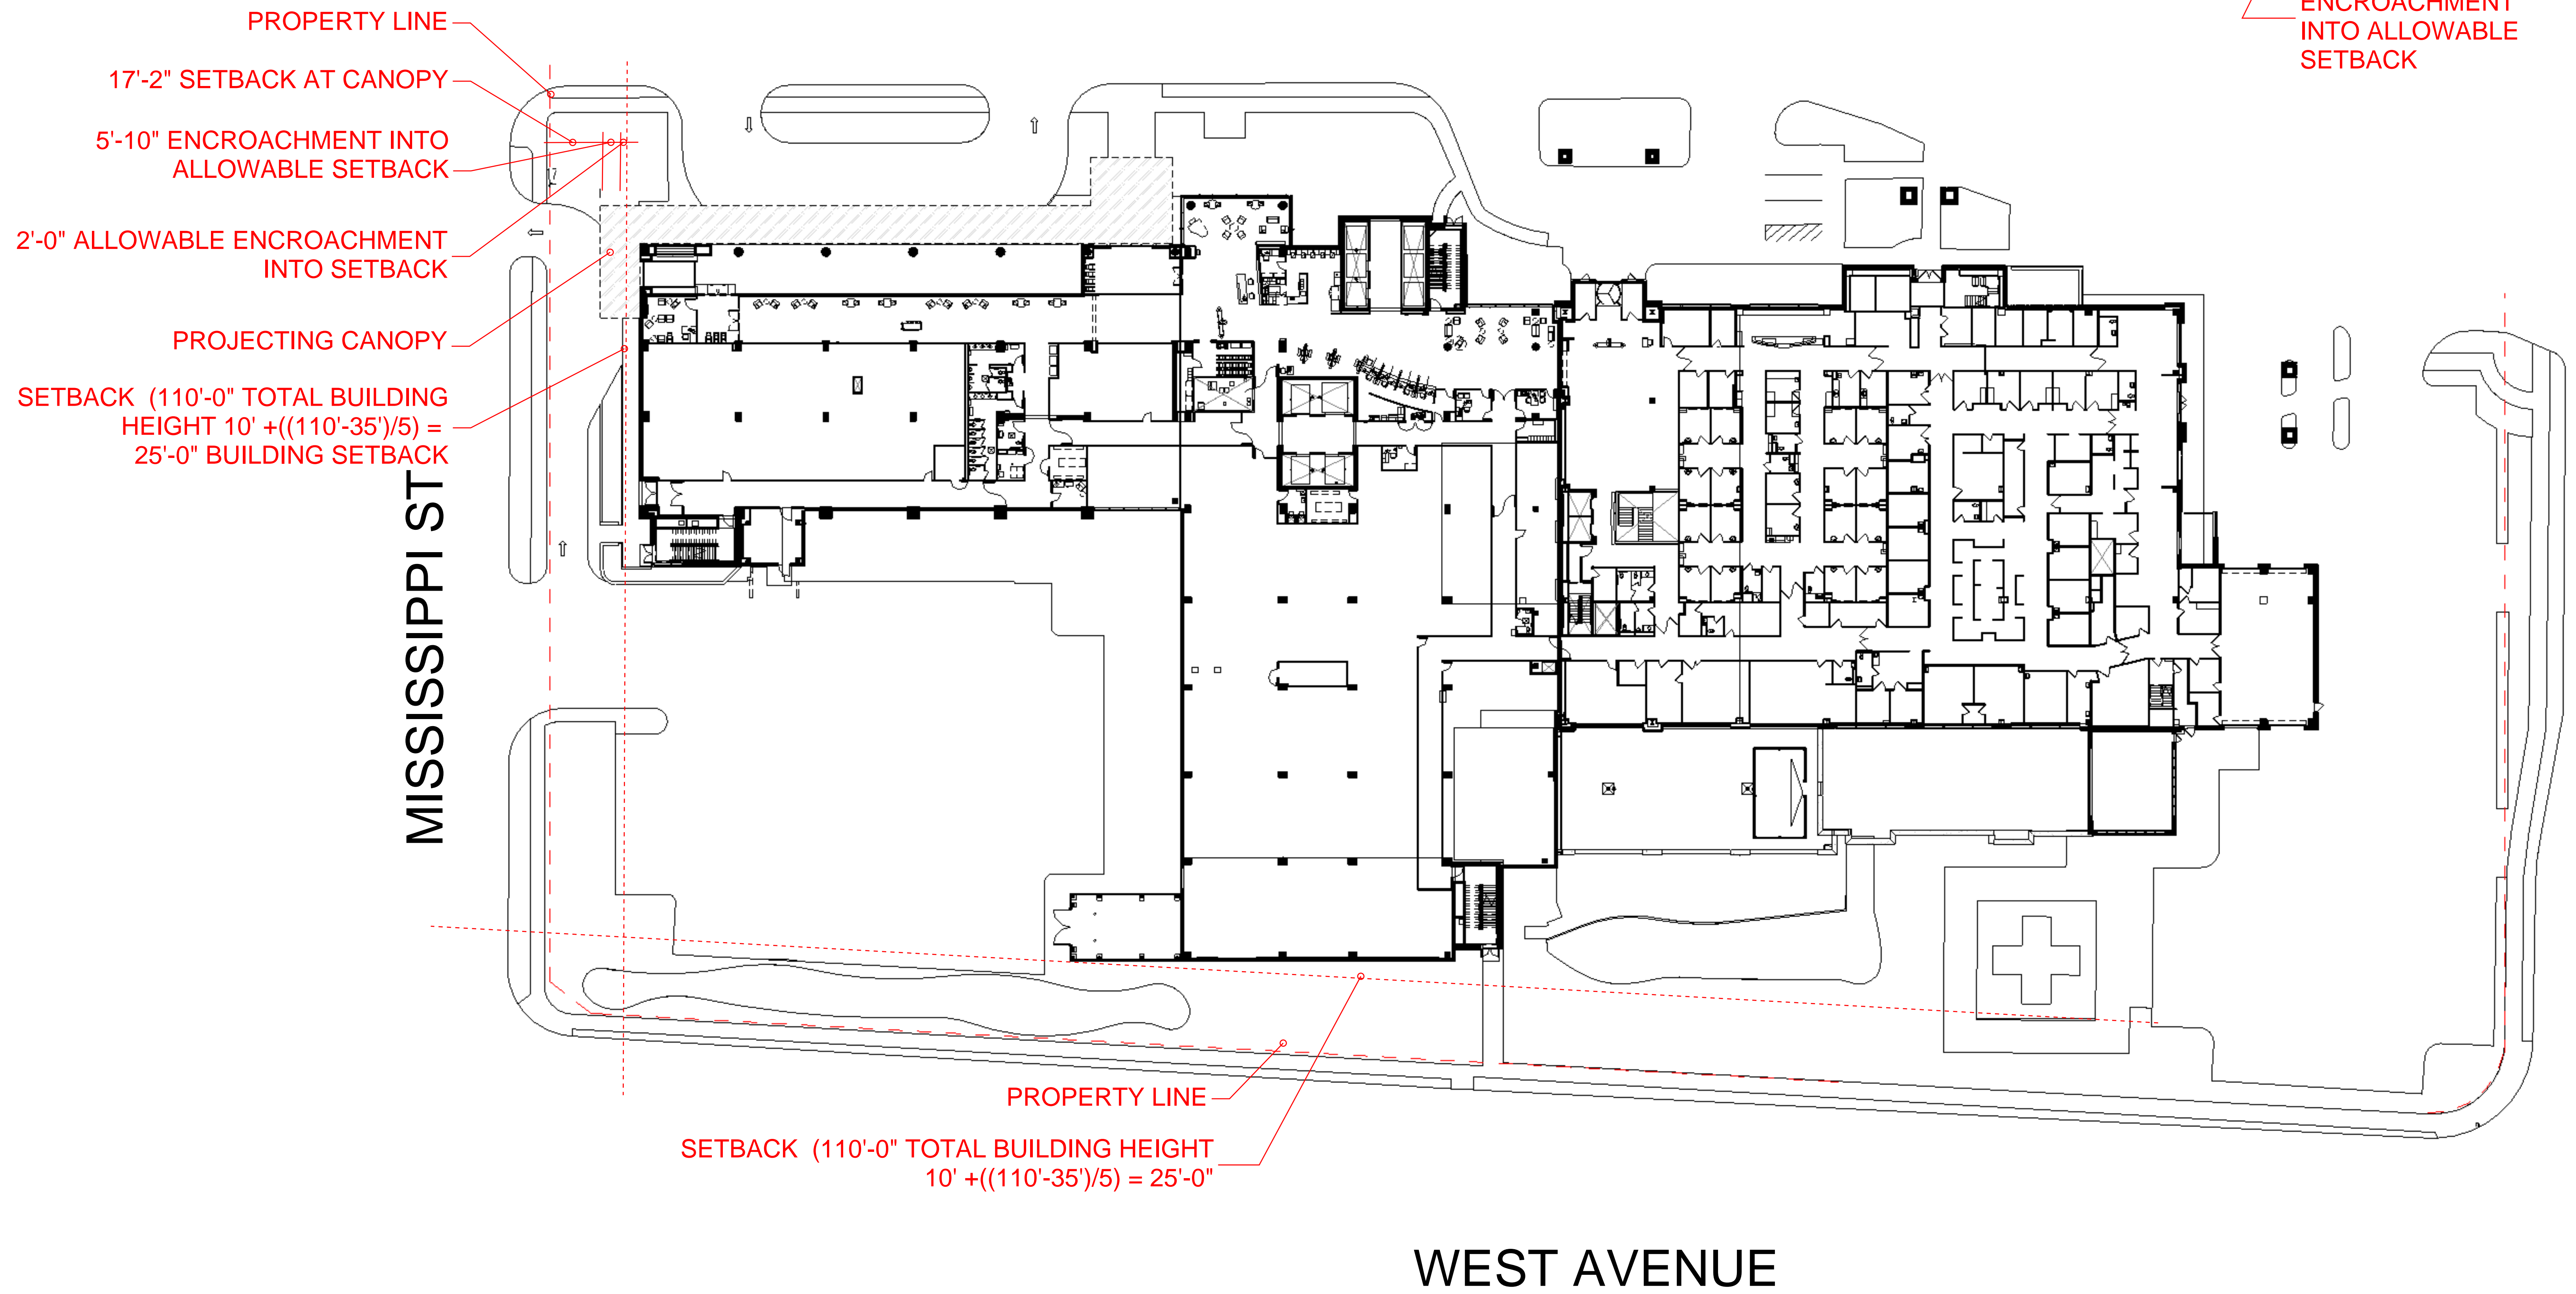 PROPERTY LINE
17'-2" SETBACK AT CANOPY
5'-10" ENCROACHMENT INTO
ALLOWABLE SETBACK
2'-0" ALLOWABLE ENCROACHMENT
INTO SETBACK
PROJECTING CANOPY
SETBACK (110'-0" TOTAL BUILDING
HEIGHT 10' +((110'-35')/5) =
25'-0" BUILDING SETBACK
MISSISSIPPI ST
ENCROACHMENT
INTO ALLOWABLE
SETBACK
PROPERTY LINE
SETBACK (110'-0" TOTAL BUILDING HEIGHT
10' +((110'-35')/5) = 25'-0"
WEST AVENUE